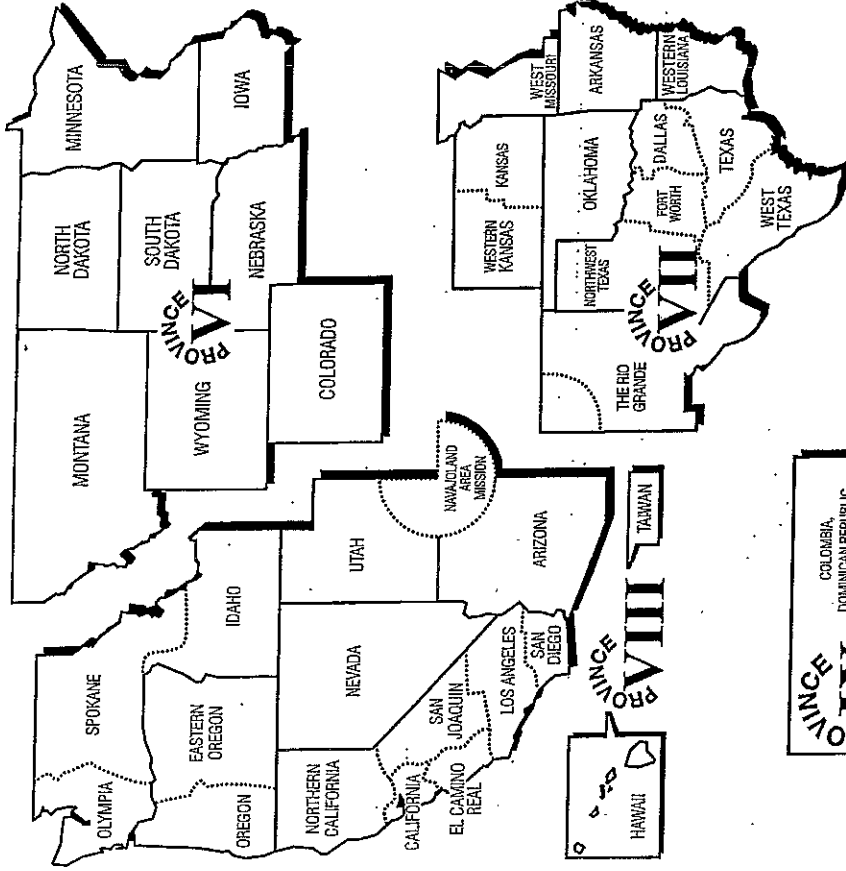 MONTANA
NORTH
DAKOTA
MINNESOTA
SOUTH
DAKOTA
WYOMING
PROVINCE
VI
NEBRASKA
IOWA
COLORADO
SPOKANE
OLYMPIA
IDAHO
EASTERN
OREGON
OREGON
UTAH
NEVADA
NORTHERN
CALIFORNIA
NAVAJOLAND
AREA
MISSION
ARIZONA
SAN
JOAQUIN
CALIFORNIA
EL CAMINO
REAL
LOS ANGELES
SAN
DIEGO
PROVINCE
VIII
TAIWAN
HAWAII
WESTERN
KANSAS
KANSAS
WEST
MISSOURI
OKLAHOMA
ARKANSAS
NORTHWEST
TEXAS
FORT
WORTH
DALLAS
WESTERN
LOUISIANA
THE RIO
GRANDE
PROVINCE
VII
TEXAS
WEST
TEXAS
COLOMBIA,
DOMINICAN REPUBLIC,